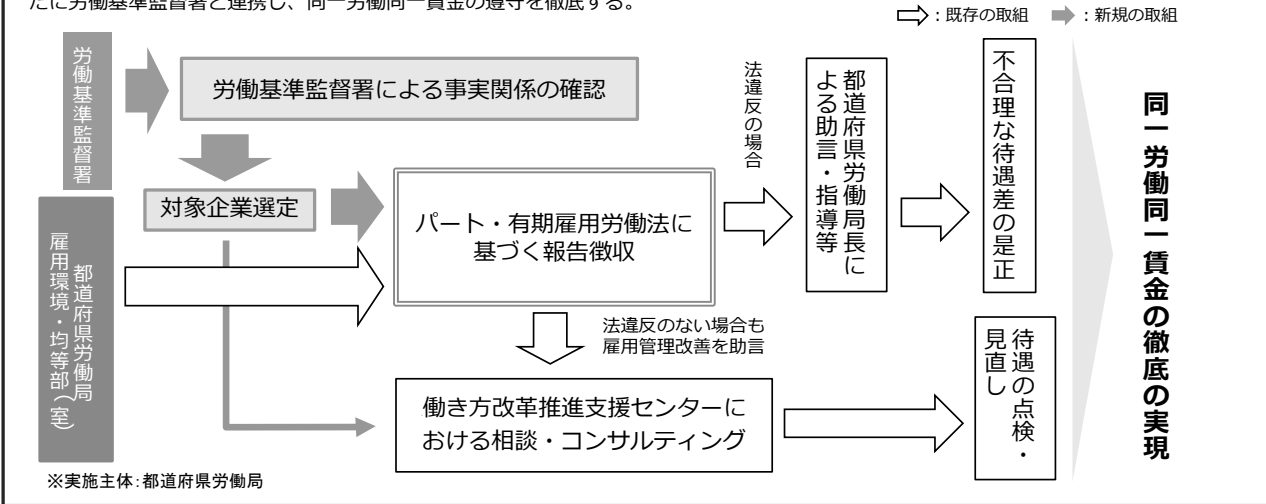 たに労働基準監督署と連携し、同一労働同一賃金の遵守を徹底する。
:既存の取組
:新規の取組
労働基準監督署
労働基準監督署による事実関係の確認
対象企業選定
都道府県労働局
雇用環境・均等部(室)
パート・有期雇用労働法に
基づく報告徴収
法違反の場合
都道府県労働局長に
よる助言・指導等
不合理な待遇差の是正
法違反のない場合も
雇用管理改善を助言
働き方改革推進支援センターに
おける相談・コンサルティング
待遇の点検・
見直し
同一労働同一賃金の徹底の実現
※実施主体:都道府県労働局